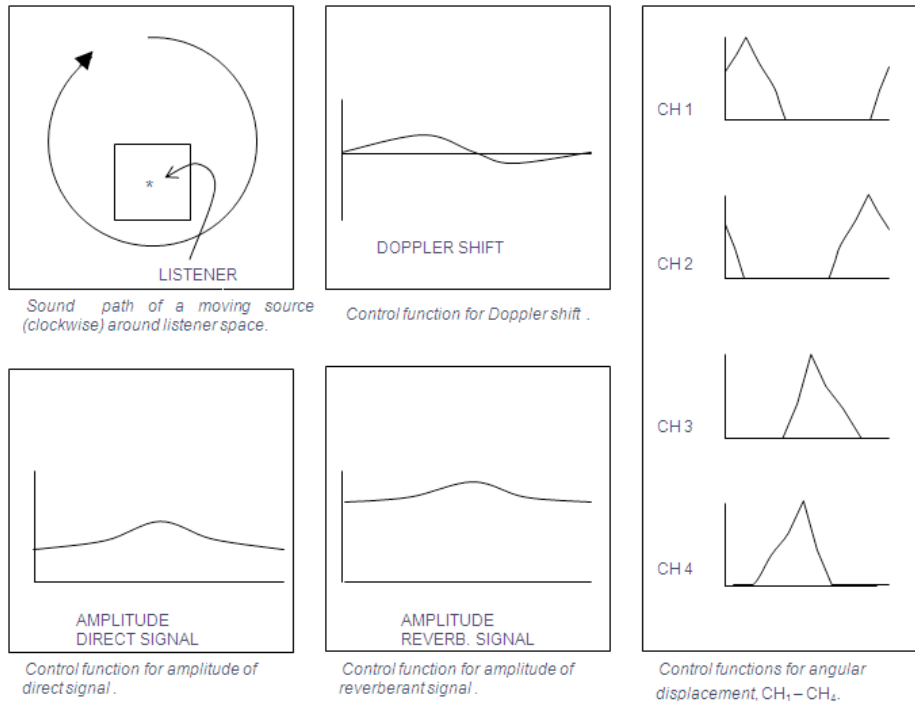 LISTENER
Sound path of a moving source
(clockwise) around listener space.
DOPPLER SHIFT
Control function for Doppler shift .
AMPLITUDE
DIRECT SIGNAL
Control function for amplitude of
direct signal .
AMPLITUDE
REVERB. SIGNAL
Control function for amplitude of
reverberant signal .
CH 1
CH 2
CH 3
CH 4
Control functions for angular
displacement, CH₁ – CH₄.